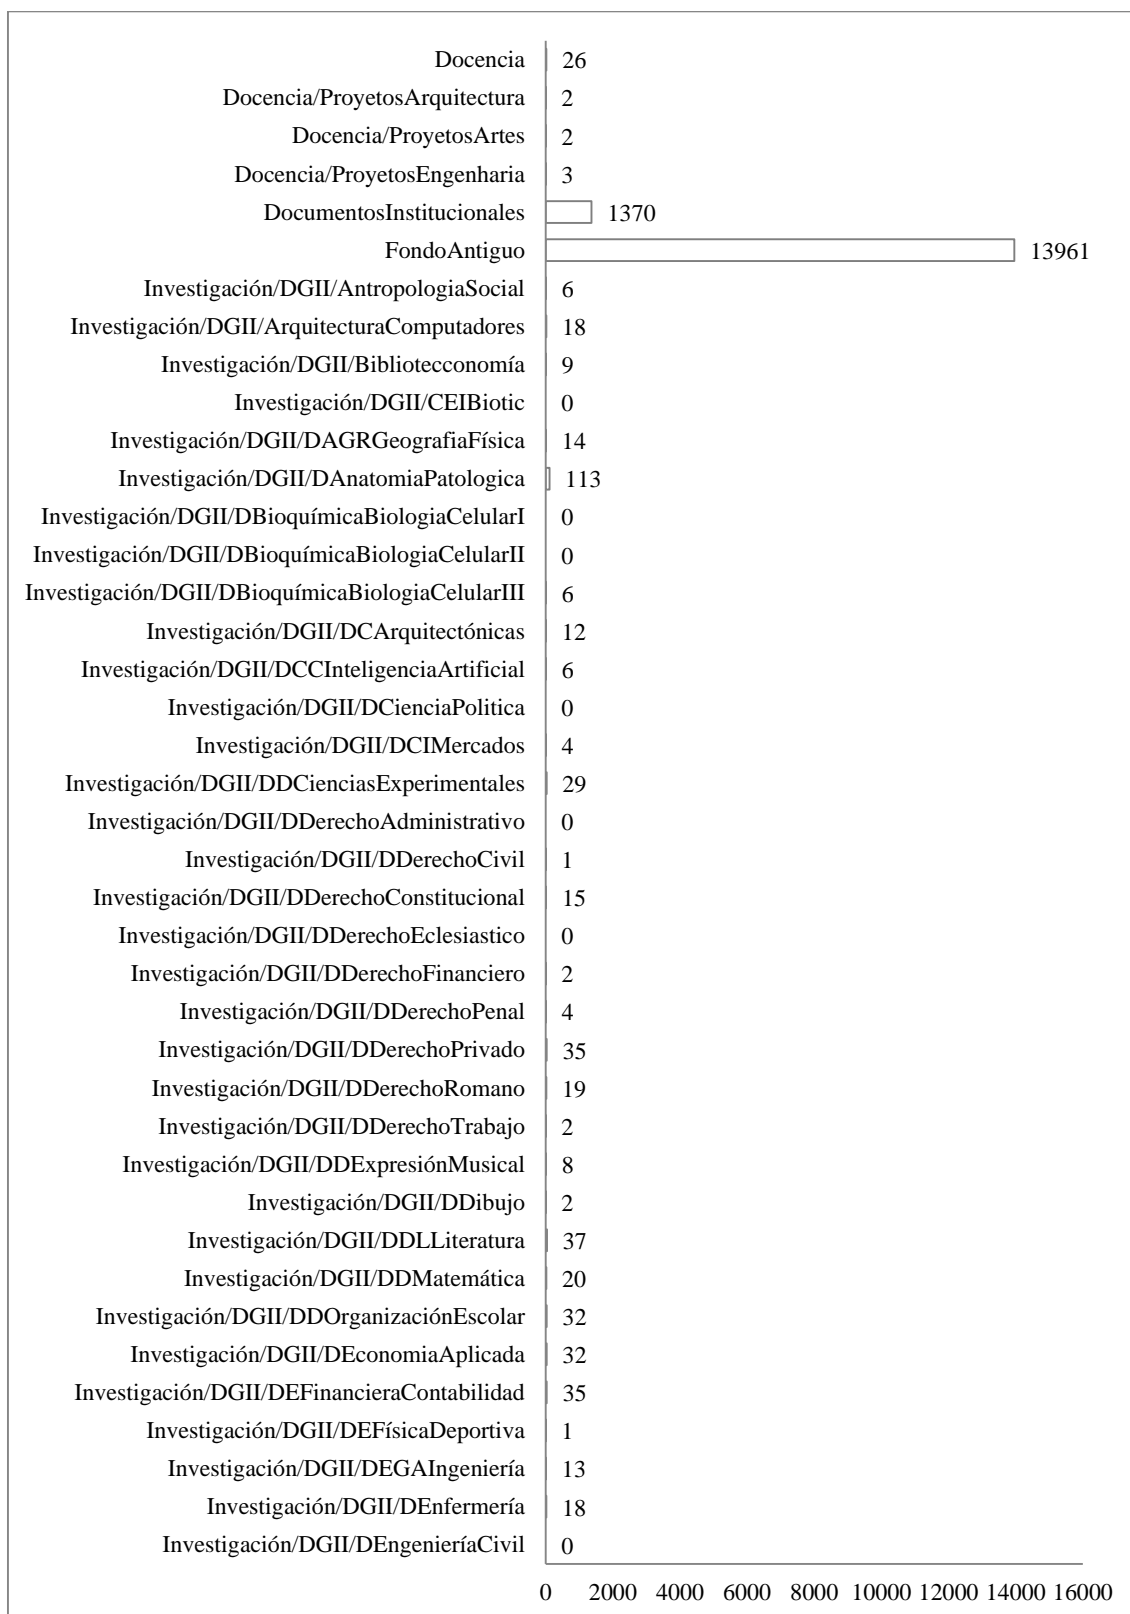 Docencia 26
Docencia/ProyetosArquitectura 2
Docencia/ProyetosArtes 2
Docencia/ProyetosEngenharia 3
DocumentosInstitucionales 1370
FondoAntiguo 13961
Investigación/DGII/AntropologiaSocial 6
Investigación/DGII/ArquitecturaComputadores 18
Investigación/DGII/Bibliotecconomía 9
Investigación/DGII/CEIBiotic 0
Investigación/DGII/DAGRGeografiaFísica 14
Investigación/DGII/DAnatomiaPatologica 113
Investigación/DGII/DBioquímicaBiologiaCelularI 0
Investigación/DGII/DBioquímicaBiologiaCelularII 0
Investigación/DGII/DBioquímicaBiologiaCelularIII 6
Investigación/DGII/DCArquitectónicas 12
Investigación/DGII/DCCInteligenciaArtificial 6
Investigación/DGII/DCienciaPolitica 0
Investigación/DGII/DCIMercados 4
Investigación/DGII/DDCienciasExperimentales 29
Investigación/DGII/DDerechoAdministrativo 0
Investigación/DGII/DDerechoCivil 1
Investigación/DGII/DDerechoConstitucional 15
Investigación/DGII/DDerechoEclesiastico 0
Investigación/DGII/DDerechoFinanciero 2
Investigación/DGII/DDerechoPenal 4
Investigación/DGII/DDerechoPrivado 35
Investigación/DGII/DDerechoRomano 19
Investigación/DGII/DDerechoTrabajo 2
Investigación/DGII/DDExpresiónMusical 8
Investigación/DGII/DDibujo 2
Investigación/DGII/DDLLiteratura 37
Investigación/DGII/DDMatemática 20
Investigación/DGII/DDOrganizaciónEscolar 32
Investigación/DGII/DEconomiaAplicada 32
Investigación/DGII/DEFinancieraContabilidad 35
Investigación/DGII/DEFísicaDeportiva 1
Investigación/DGII/DEGAIngeniería 13
Investigación/DGII/DEnfermería 18
Investigación/DGII/DEngenieríaCivil 0
0 2000 4000 6000 8000 10000 12000 14000 16000